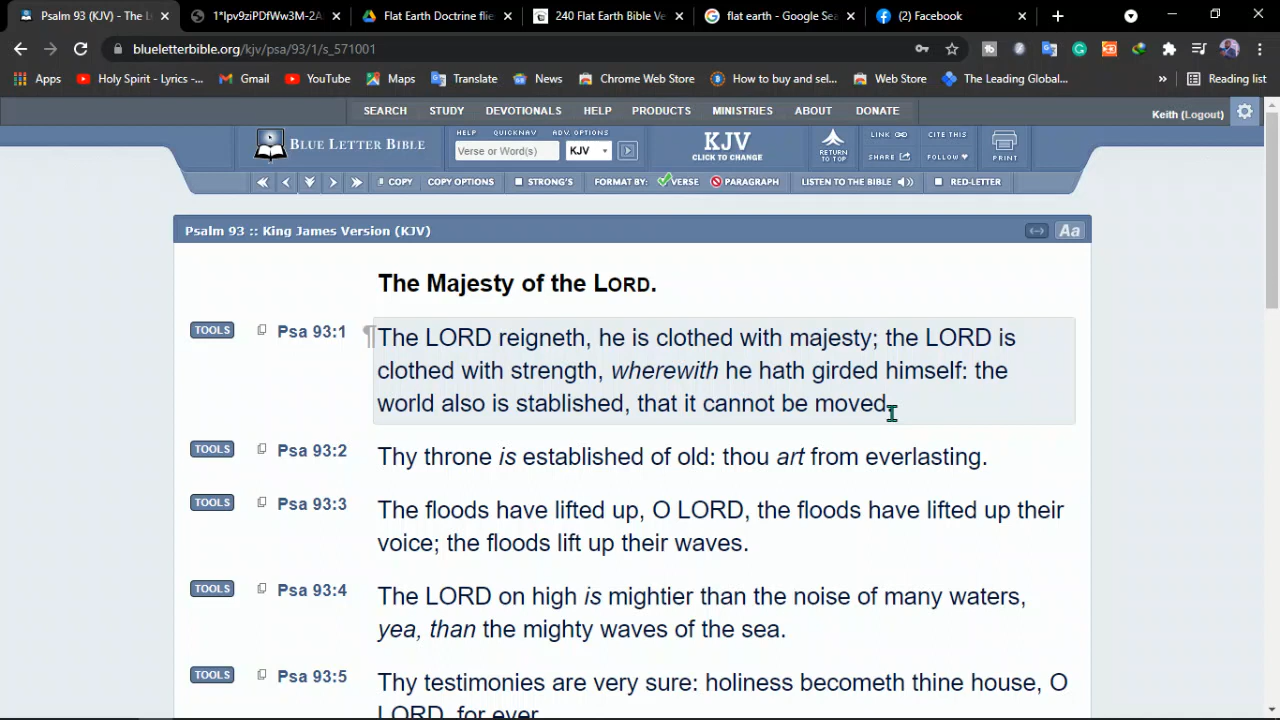 Psalm 93 (KJV) - The L
1*Ipv9ziPDfWw3M-2A
Flat Earth Doctrine flie
240 Flat Earth Bible Ve
flat earth - Google Sea
(2) Facebook
blueletterbible.org/kjv/psa/93/1/s_571001
Apps
Holy Spirit - Lyrics -...
Gmail
YouTube
Maps
Translate
News
Chrome Web Store
How to buy and sel...
Web Store
The Leading Global...
»
Reading list
SEARCH STUDY DEVOTIONALS HELP PRODUCTS MINISTRIES ABOUT DONATE
Keith (Logout)
BLUE LETTER BIBLE
HELP QUICKNAV ADV. OPTIONS
Verse or Word(s)
KJV
KJV
CLICK TO CHANGE
RETURN
TO TOP
LINK
CITE THIS
SHARE
FOLLOW
PRINT
COPY COPY OPTIONS STRONG'S FORMAT BY: VERSE PARAGRAPH LISTEN TO THE BIBLE RED-LETTER
Psalm 93 :: King James Version (KJV)
Aa
The Majesty of the LORD.
TOOLS Psa 93:1 ¶The LORD reigneth, he is clothed with majesty; the LORD is
clothed with strength, wherewith he hath girded himself: the
world also is stablished, that it cannot be moved.
TOOLS Psa 93:2 Thy throne is established of old: thou art from everlasting.
TOOLS Psa 93:3 The floods have lifted up, O LORD, the floods have lifted up their
voice; the floods lift up their waves.
TOOLS Psa 93:4 The LORD on high is mightier than the noise of many waters,
yea, than the mighty waves of the sea.
TOOLS Psa 93:5 Thy testimonies are very sure: holiness becometh thine house, O
LORD, for ever.